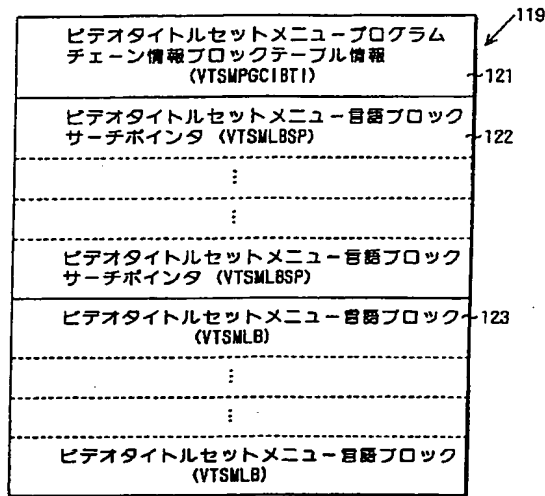 119
ビデオタイトルセットメニュープログラム
チェーン情報ブロックテーブル情報
(VTSMPGCIBTI)
121
ビデオタイトルセットメニュー言語ブロック
サーチポインタ (VTSMLBSP)
122
⋮
⋮
ビデオタイトルセットメニュー言語ブロック
サーチポインタ (VTSMLBSP)
ビデオタイトルセットメニュー言語ブロック
123
(VTSMLB)
⋮
⋮
ビデオタイトルセットメニュー言語ブロック
(VTSMLB)